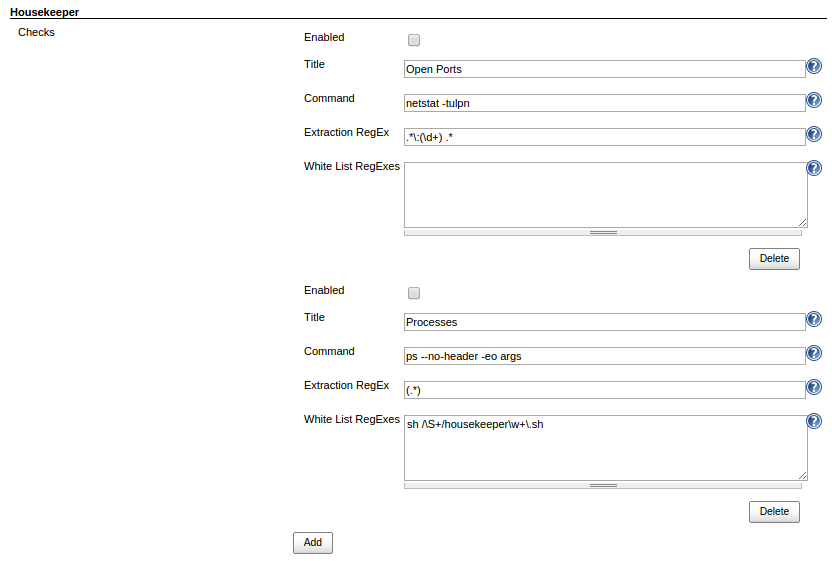 Housekeeper
Checks
Enabled
Title Open Ports ?
Command netstat -tulpn ?
Extraction RegEx .*\:(\d+) .* ?
White List RegExes ?
Delete
Enabled
Title Processes ?
Command ps --no-header -eo args ?
Extraction RegEx (.*) ?
White List RegExes sh /\S+/housekeeper\w+\.sh ?
Delete
Add